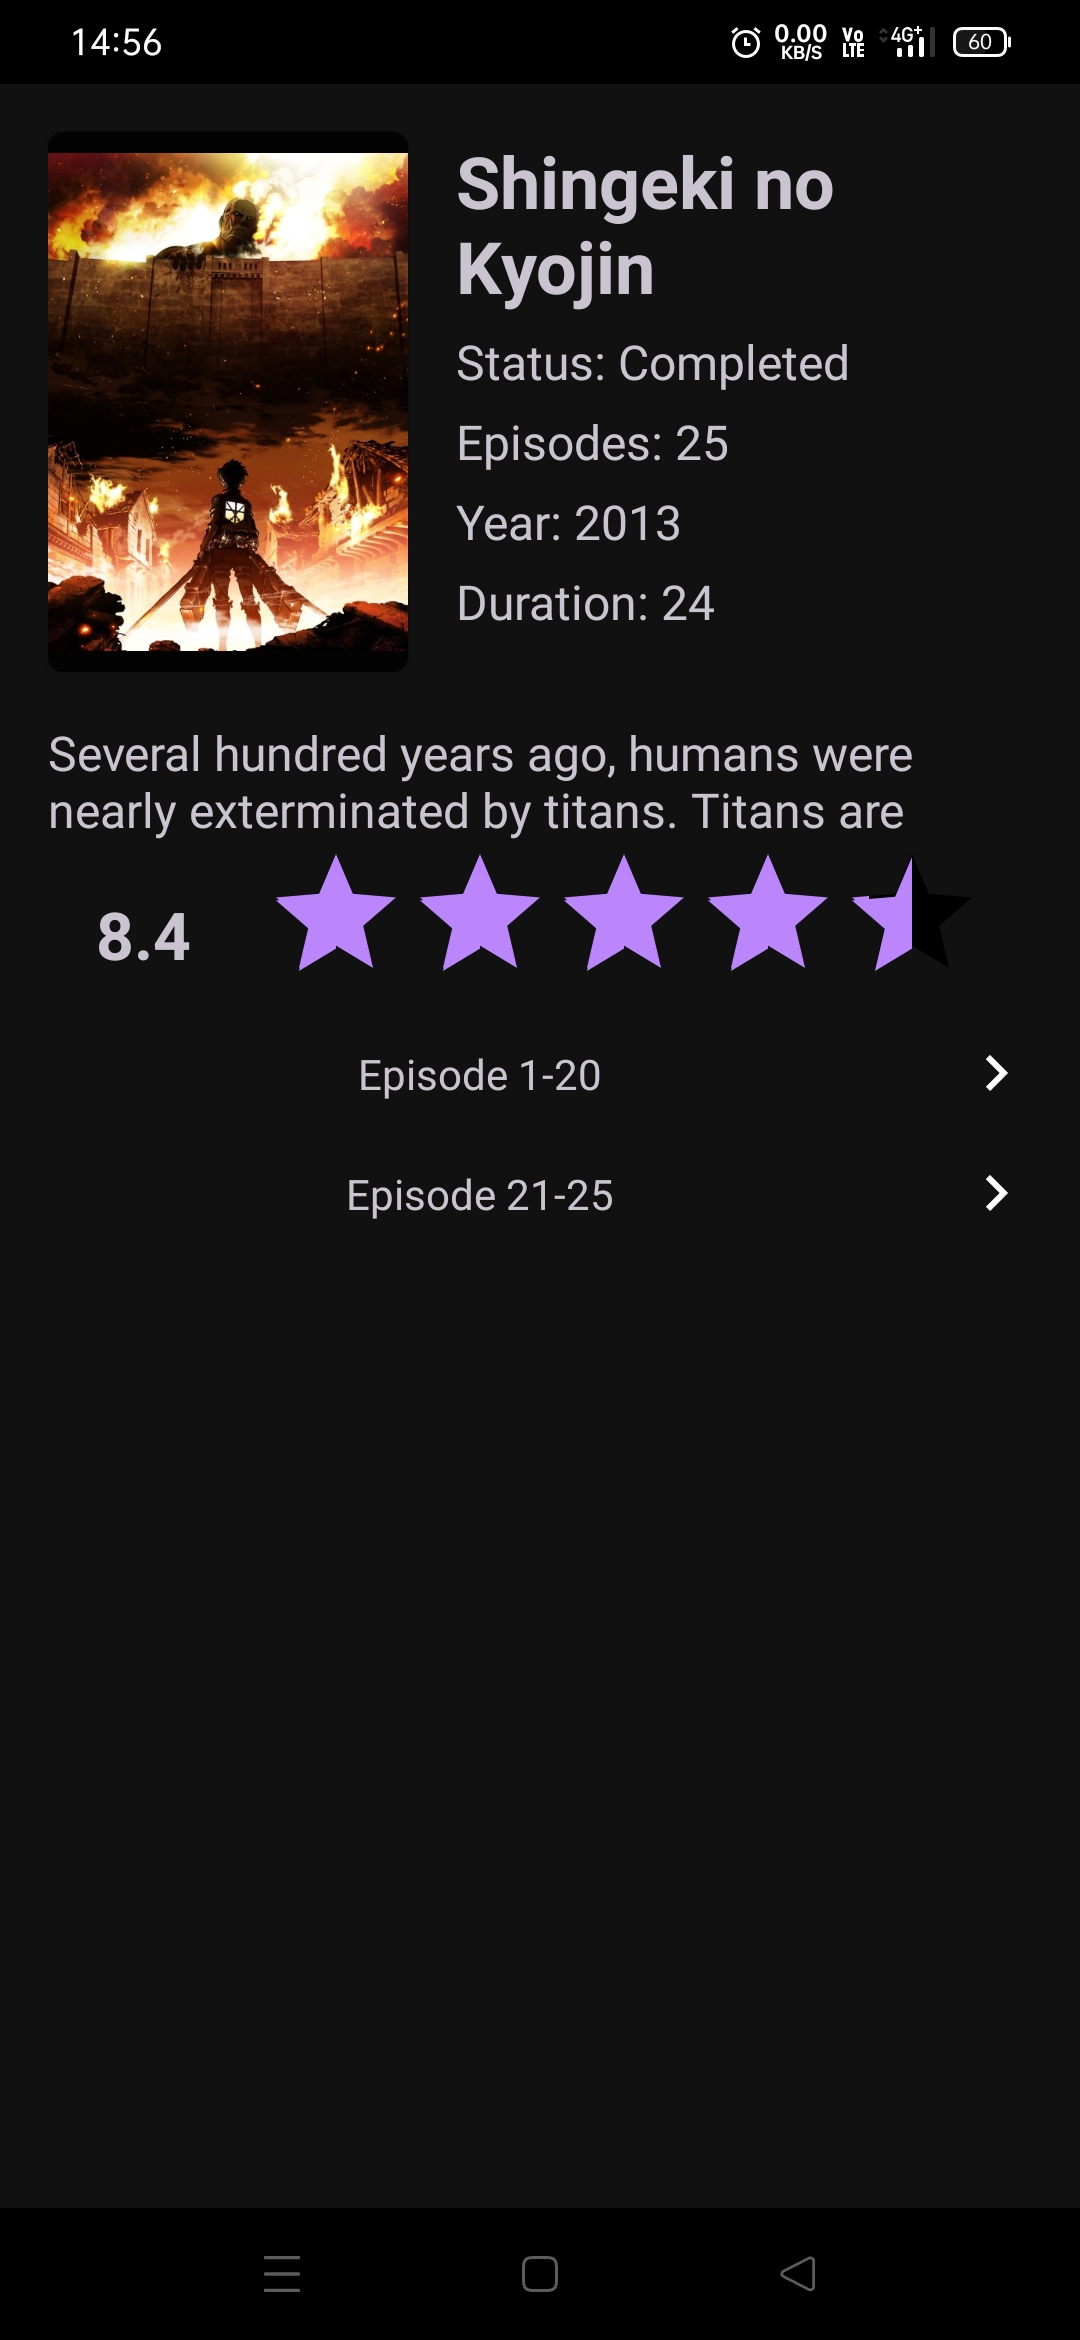 14:56
0.00
KB/S
Vo
LTE
4G+
60
Shingeki no
Kyojin
Status: Completed
Episodes: 25
Year: 2013
Duration: 24
Several hundred years ago, humans were
nearly exterminated by titans. Titans are
8.4
Episode 1-20
Episode 21-25